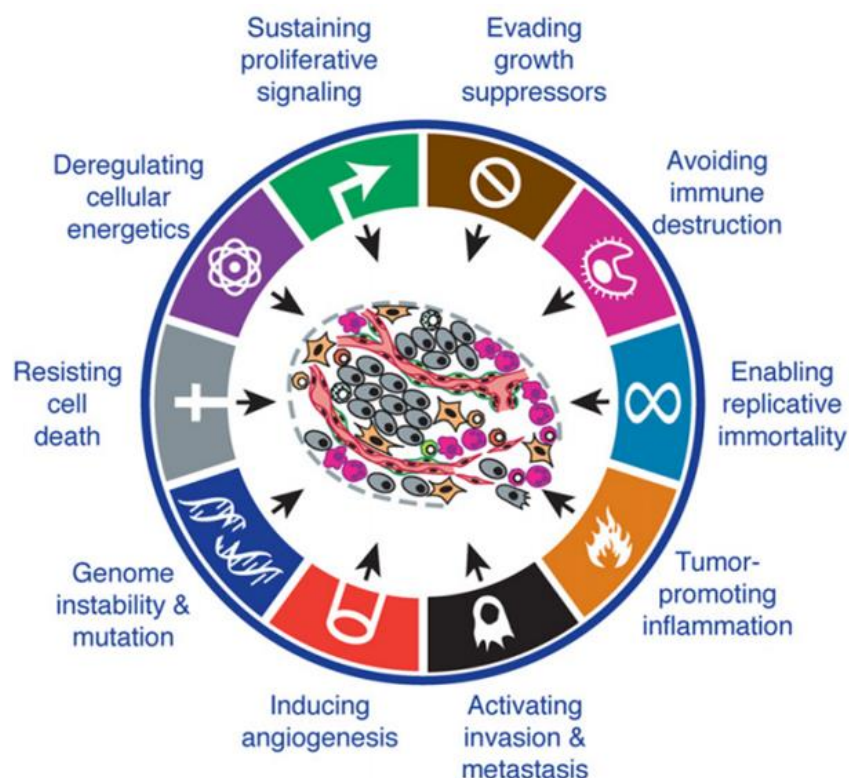 Sustaining
proliferative
signaling
Evading
growth
suppressors
Avoiding
immune
destruction
Enabling
replicative
immortality
Tumor-
promoting
inflammation
Activating
invasion &
metastasis
Inducing
angiogenesis
Genome
instability &
mutation
Resisting
cell
death
Deregulating
cellular
energetics